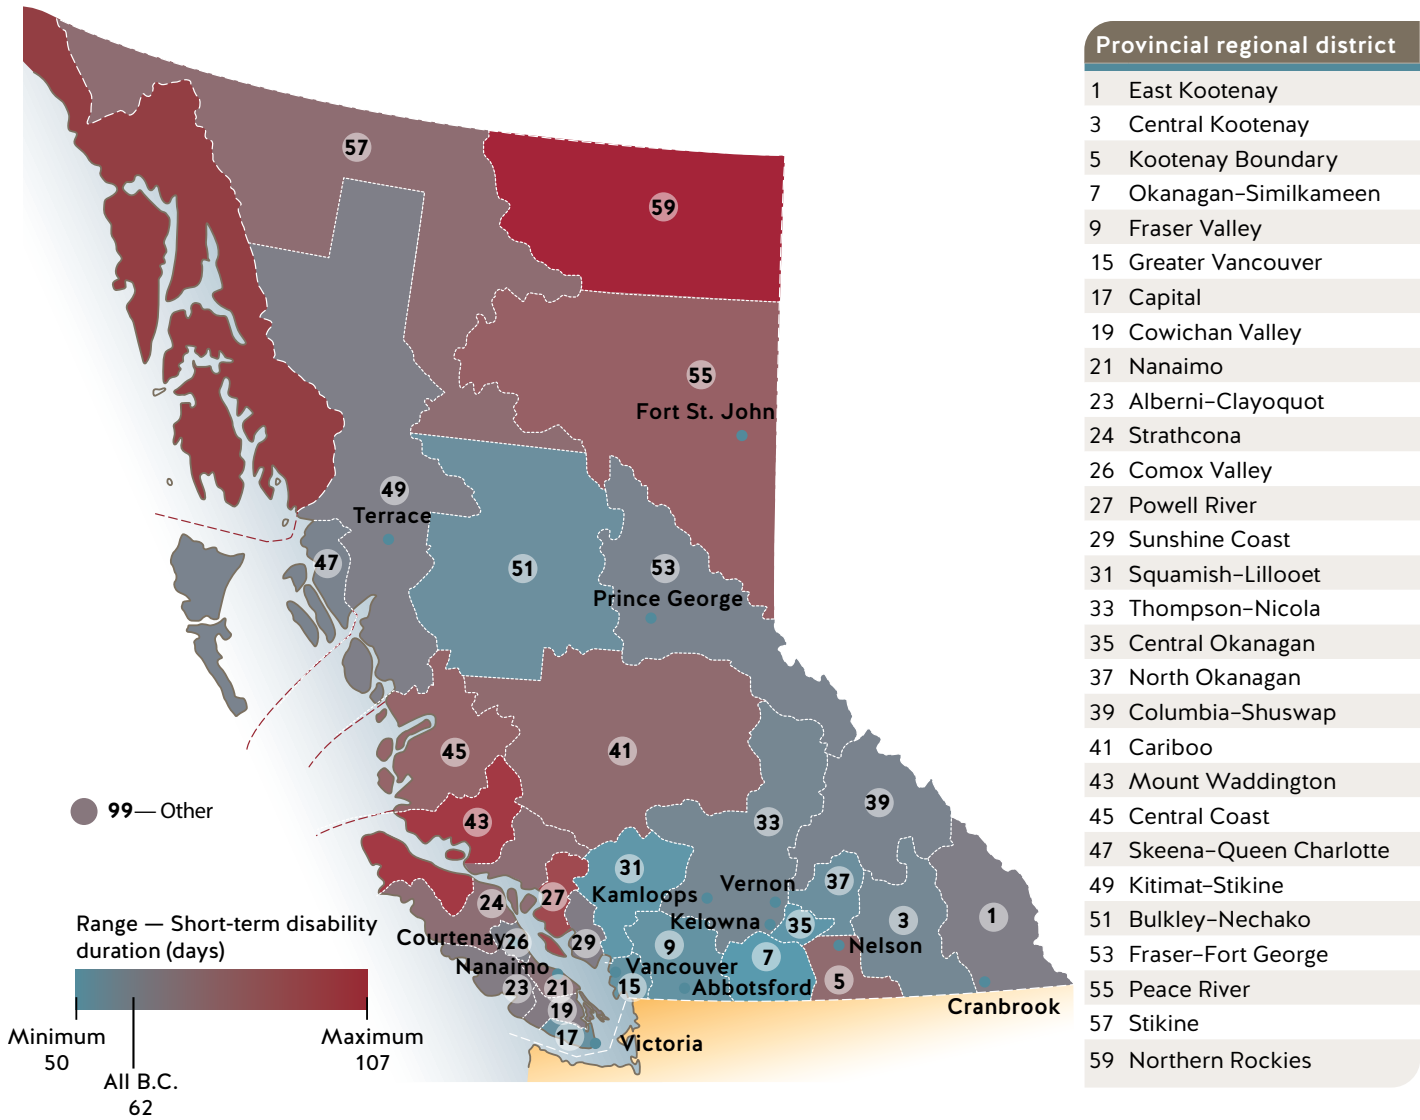 Provincial regional district
1 East Kootenay
3 Central Kootenay
5 Kootenay Boundary
7 Okanagan–Similkameen
9 Fraser Valley
15 Greater Vancouver
17 Capital
19 Cowichan Valley
21 Nanaimo
23 Alberni–Clayoquot
24 Strathcona
26 Comox Valley
27 Powell River
29 Sunshine Coast
31 Squamish–Lillooet
33 Thompson–Nicola
35 Central Okanagan
37 North Okanagan
39 Columbia–Shuswap
41 Cariboo
43 Mount Waddington
45 Central Coast
47 Skeena–Queen Charlotte
49 Kitimat–Stikine
51 Bulkley–Nechako
53 Fraser–Fort George
55 Peace River
57 Stikine
59 Northern Rockies
57
59
55
Fort St. John
49
Terrace
47
51
53
Prince George
45
41
99 — Other
43
39
33
31
Kamloops
Vernon
37
24
27
Kelowna
35
3
1
Courtenay
26
29
9
7
Nelson
Nanaimo
Vancouver
23
21
15
Abbotsford
5
19
Cranbrook
17
Victoria
Range — Short-term disability
duration (days)
Minimum
50
Maximum
107
All B.C.
62